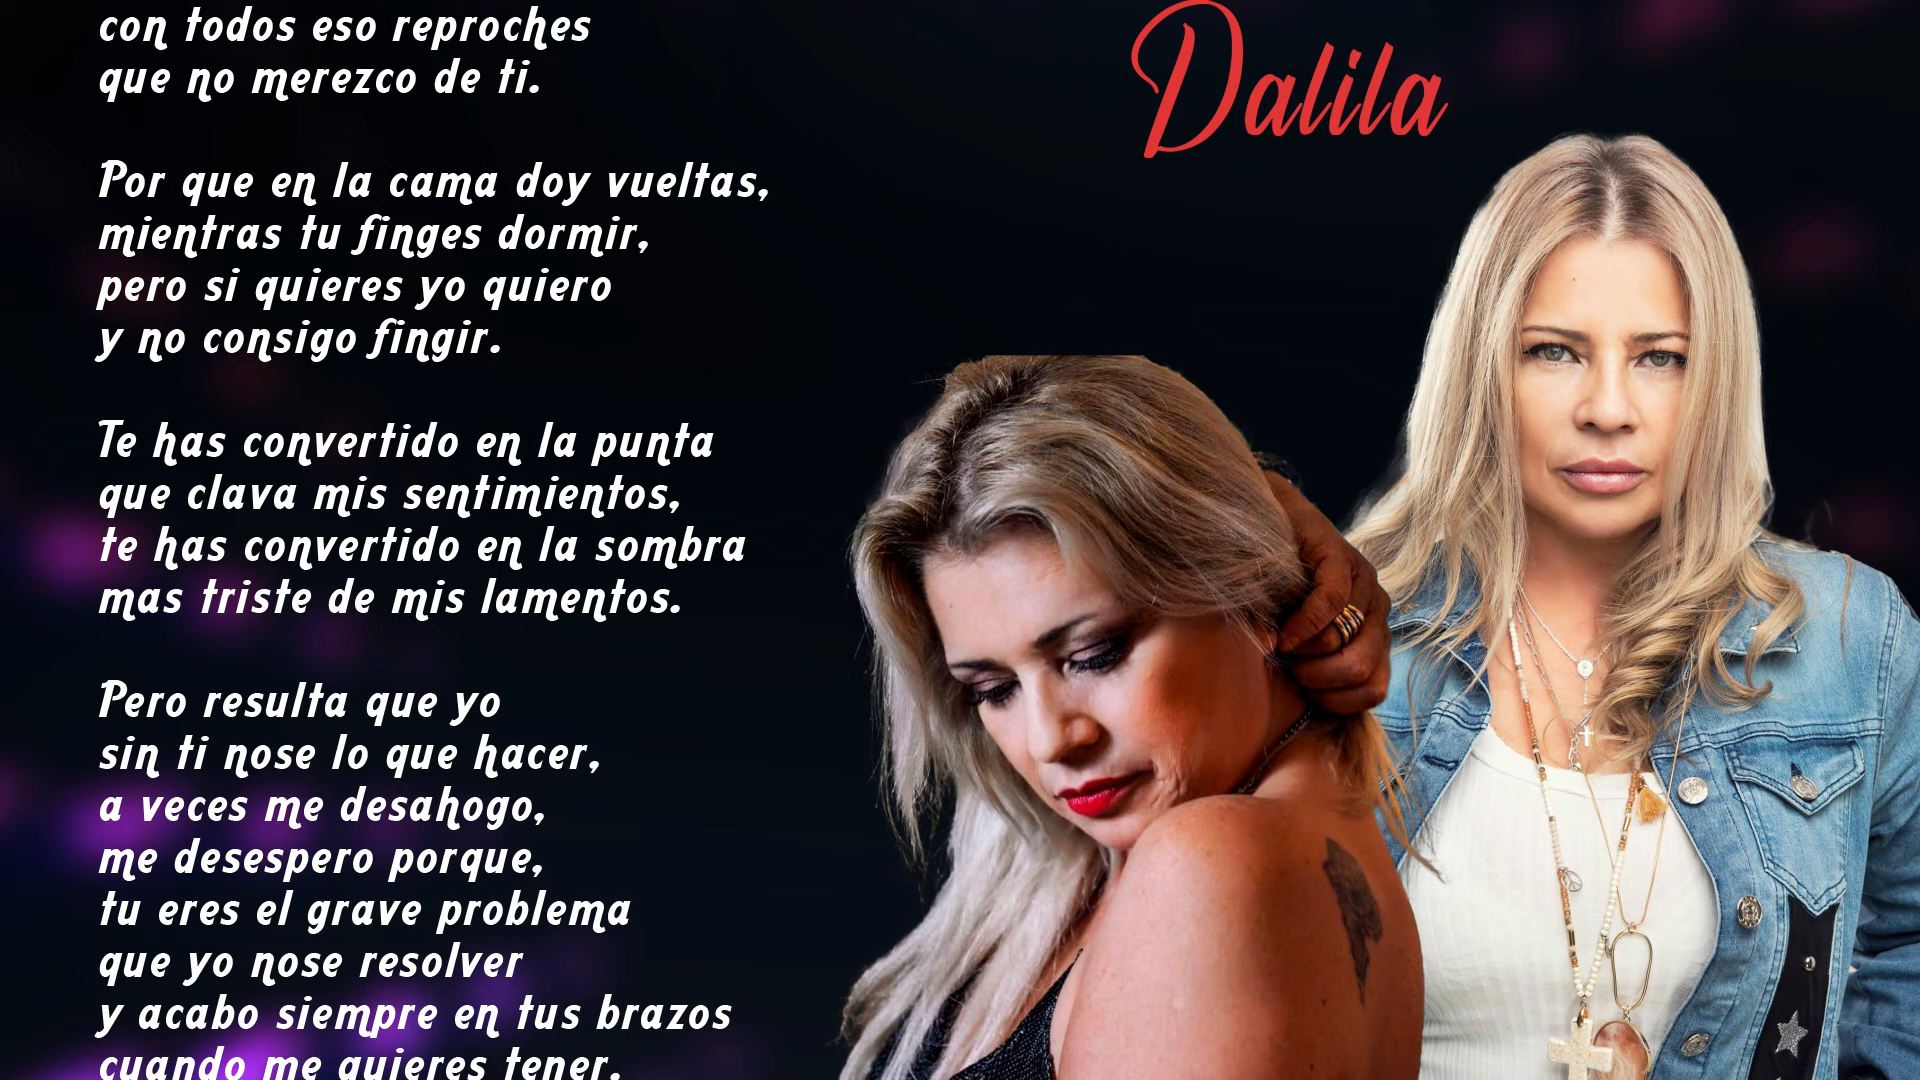 con todos eso reproches
que no merezco de ti.
Por que en la cama doy vueltas,
mientras tu finges dormir,
pero si quieres yo quiero
y no consigo fingir.
Te has convertido en la punta
que clava mis sentimientos,
te has convertido en la sombra
mas triste de mis lamentos.
Pero resulta que yo
sin ti nose lo que hacer,
a veces me desahogo,
me desespero porque,
tu eres el grave problema
que yo nose resolver
y acabo siempre en tus brazos
cuando me quieres tener.
Dalila